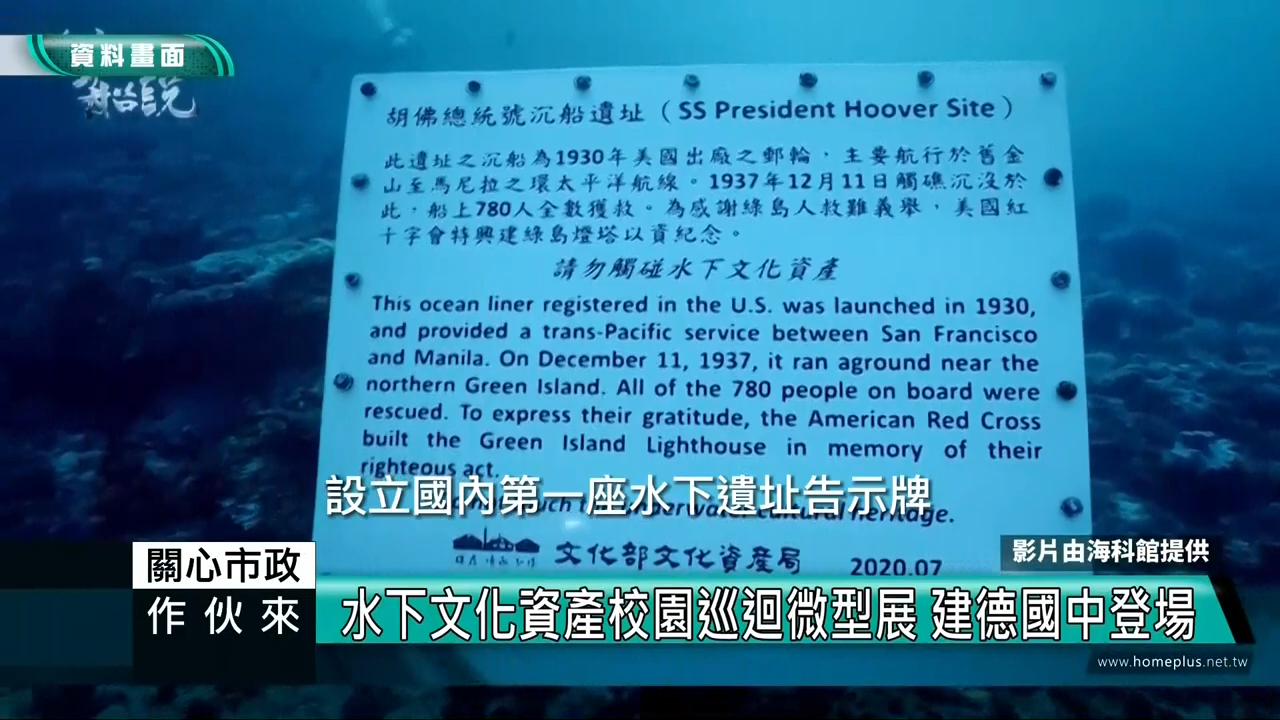 資料畫面
胡佛總統號沉船遺址（SS President Hoover Site）
此遺址之沉船為1930年美國出廠之郵輪，主要航行於舊金
山至馬尼拉之環太平洋航線。1937年12月11日觸礁沉沒於
此，船上780人全數獲救。為感謝綠島人救難義舉，美國紅
十字會特興建綠島燈塔以資紀念。
請勿觸碰水下文化資產
This ocean liner registered in the U.S. was launched in 1930,
and provided a trans-Pacific service between San Francisco
and Manila. On December 11, 1937, it ran aground near the
northern Green Island. All of the 780 people on board were
rescued. To express their gratitude, the American Red Cross
built the Green Island Lighthouse in memory of their
righteous act.
heritage.
設立國內第一座水下遺址告示牌
文化部文化資產局 2020.07
影片由海科館提供
關心市政
作伙來
水下文化資產校園巡迴微型展 建德國中登場
www.homeplus.net.tw